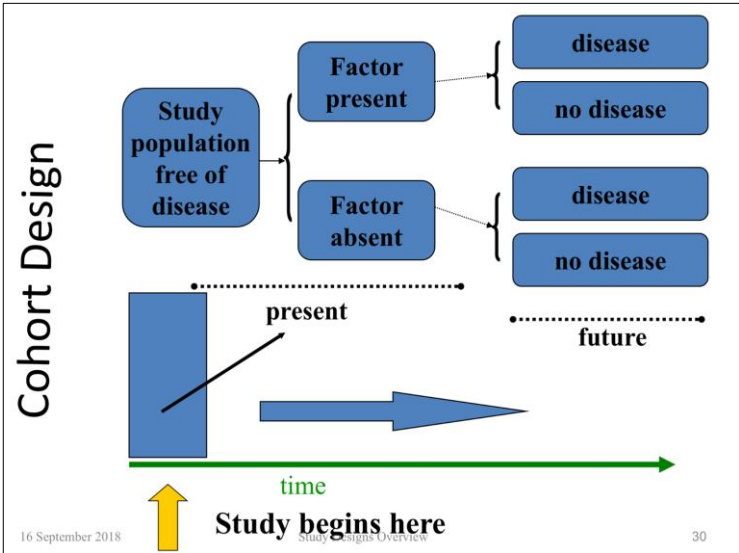 Cohort Design
Study
population
free of
disease
Factor
present
Factor
absent
disease
no disease
disease
no disease
present
future
time
Study begins here
16 September 2018
Study Designs Overview
30